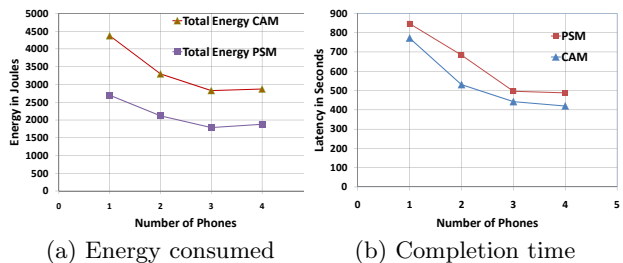 5000
4500
4000
3500
3000
2500
2000
1500
1000
500
0
Energy in Joules
Total Energy CAM
Total Energy PSM
0 1 2 3 4
Number of Phones
(a) Energy consumed
900
800
700
600
500
400
300
200
100
0
Latency in Seconds
PSM
CAM
0 1 2 3 4 5
Number of Phones
(b) Completion time